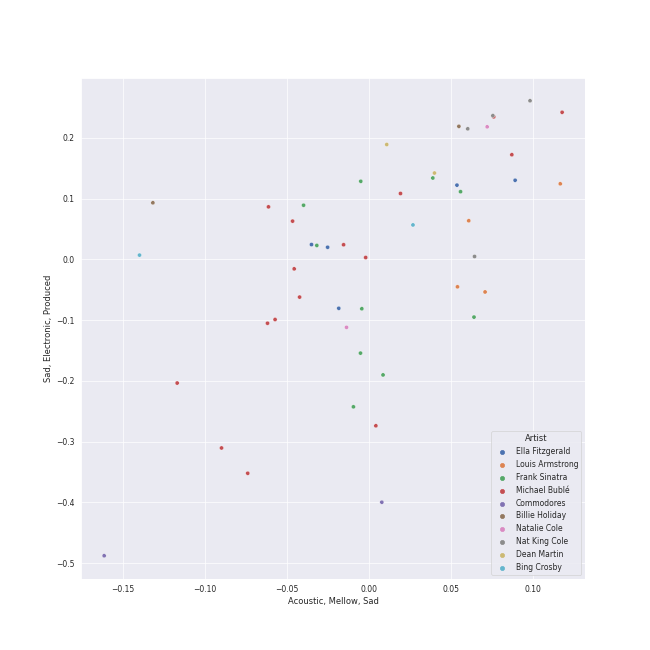 0.2
0.1
0.0
−0.1
−0.2
−0.3
−0.4
−0.5
Sad, Electronic, Produced
−0.15
−0.10
−0.05
0.00
0.05
0.10
Acoustic, Mellow, Sad
Artist
Ella Fitzgerald
Louis Armstrong
Frank Sinatra
Michael Bublé
Commodores
Billie Holiday
Natalie Cole
Nat King Cole
Dean Martin
Bing Crosby